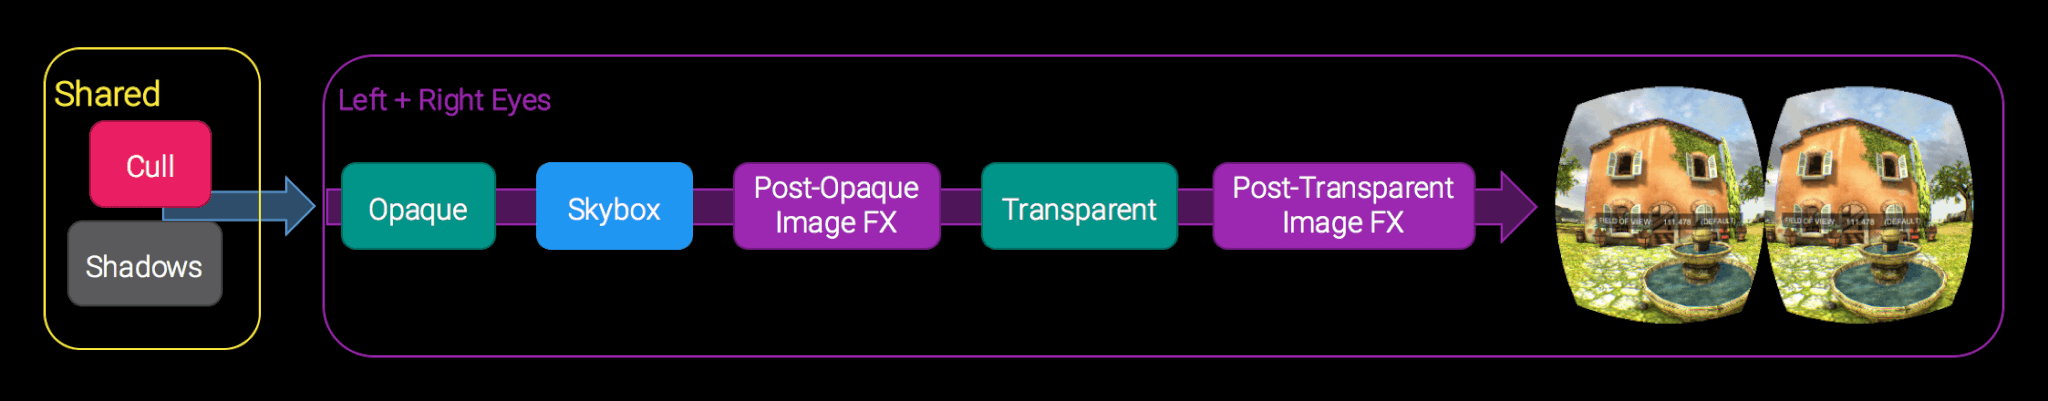 Shared
Cull
Shadows
Left + Right Eyes
Opaque
Skybox
Post-Opaque
Image FX
Transparent
Post-Transparent
Image FX
FIELD OF VIEW 111.478 (DEFAULT)
FIELD OF VIEW 111.478 (DEFAULT)